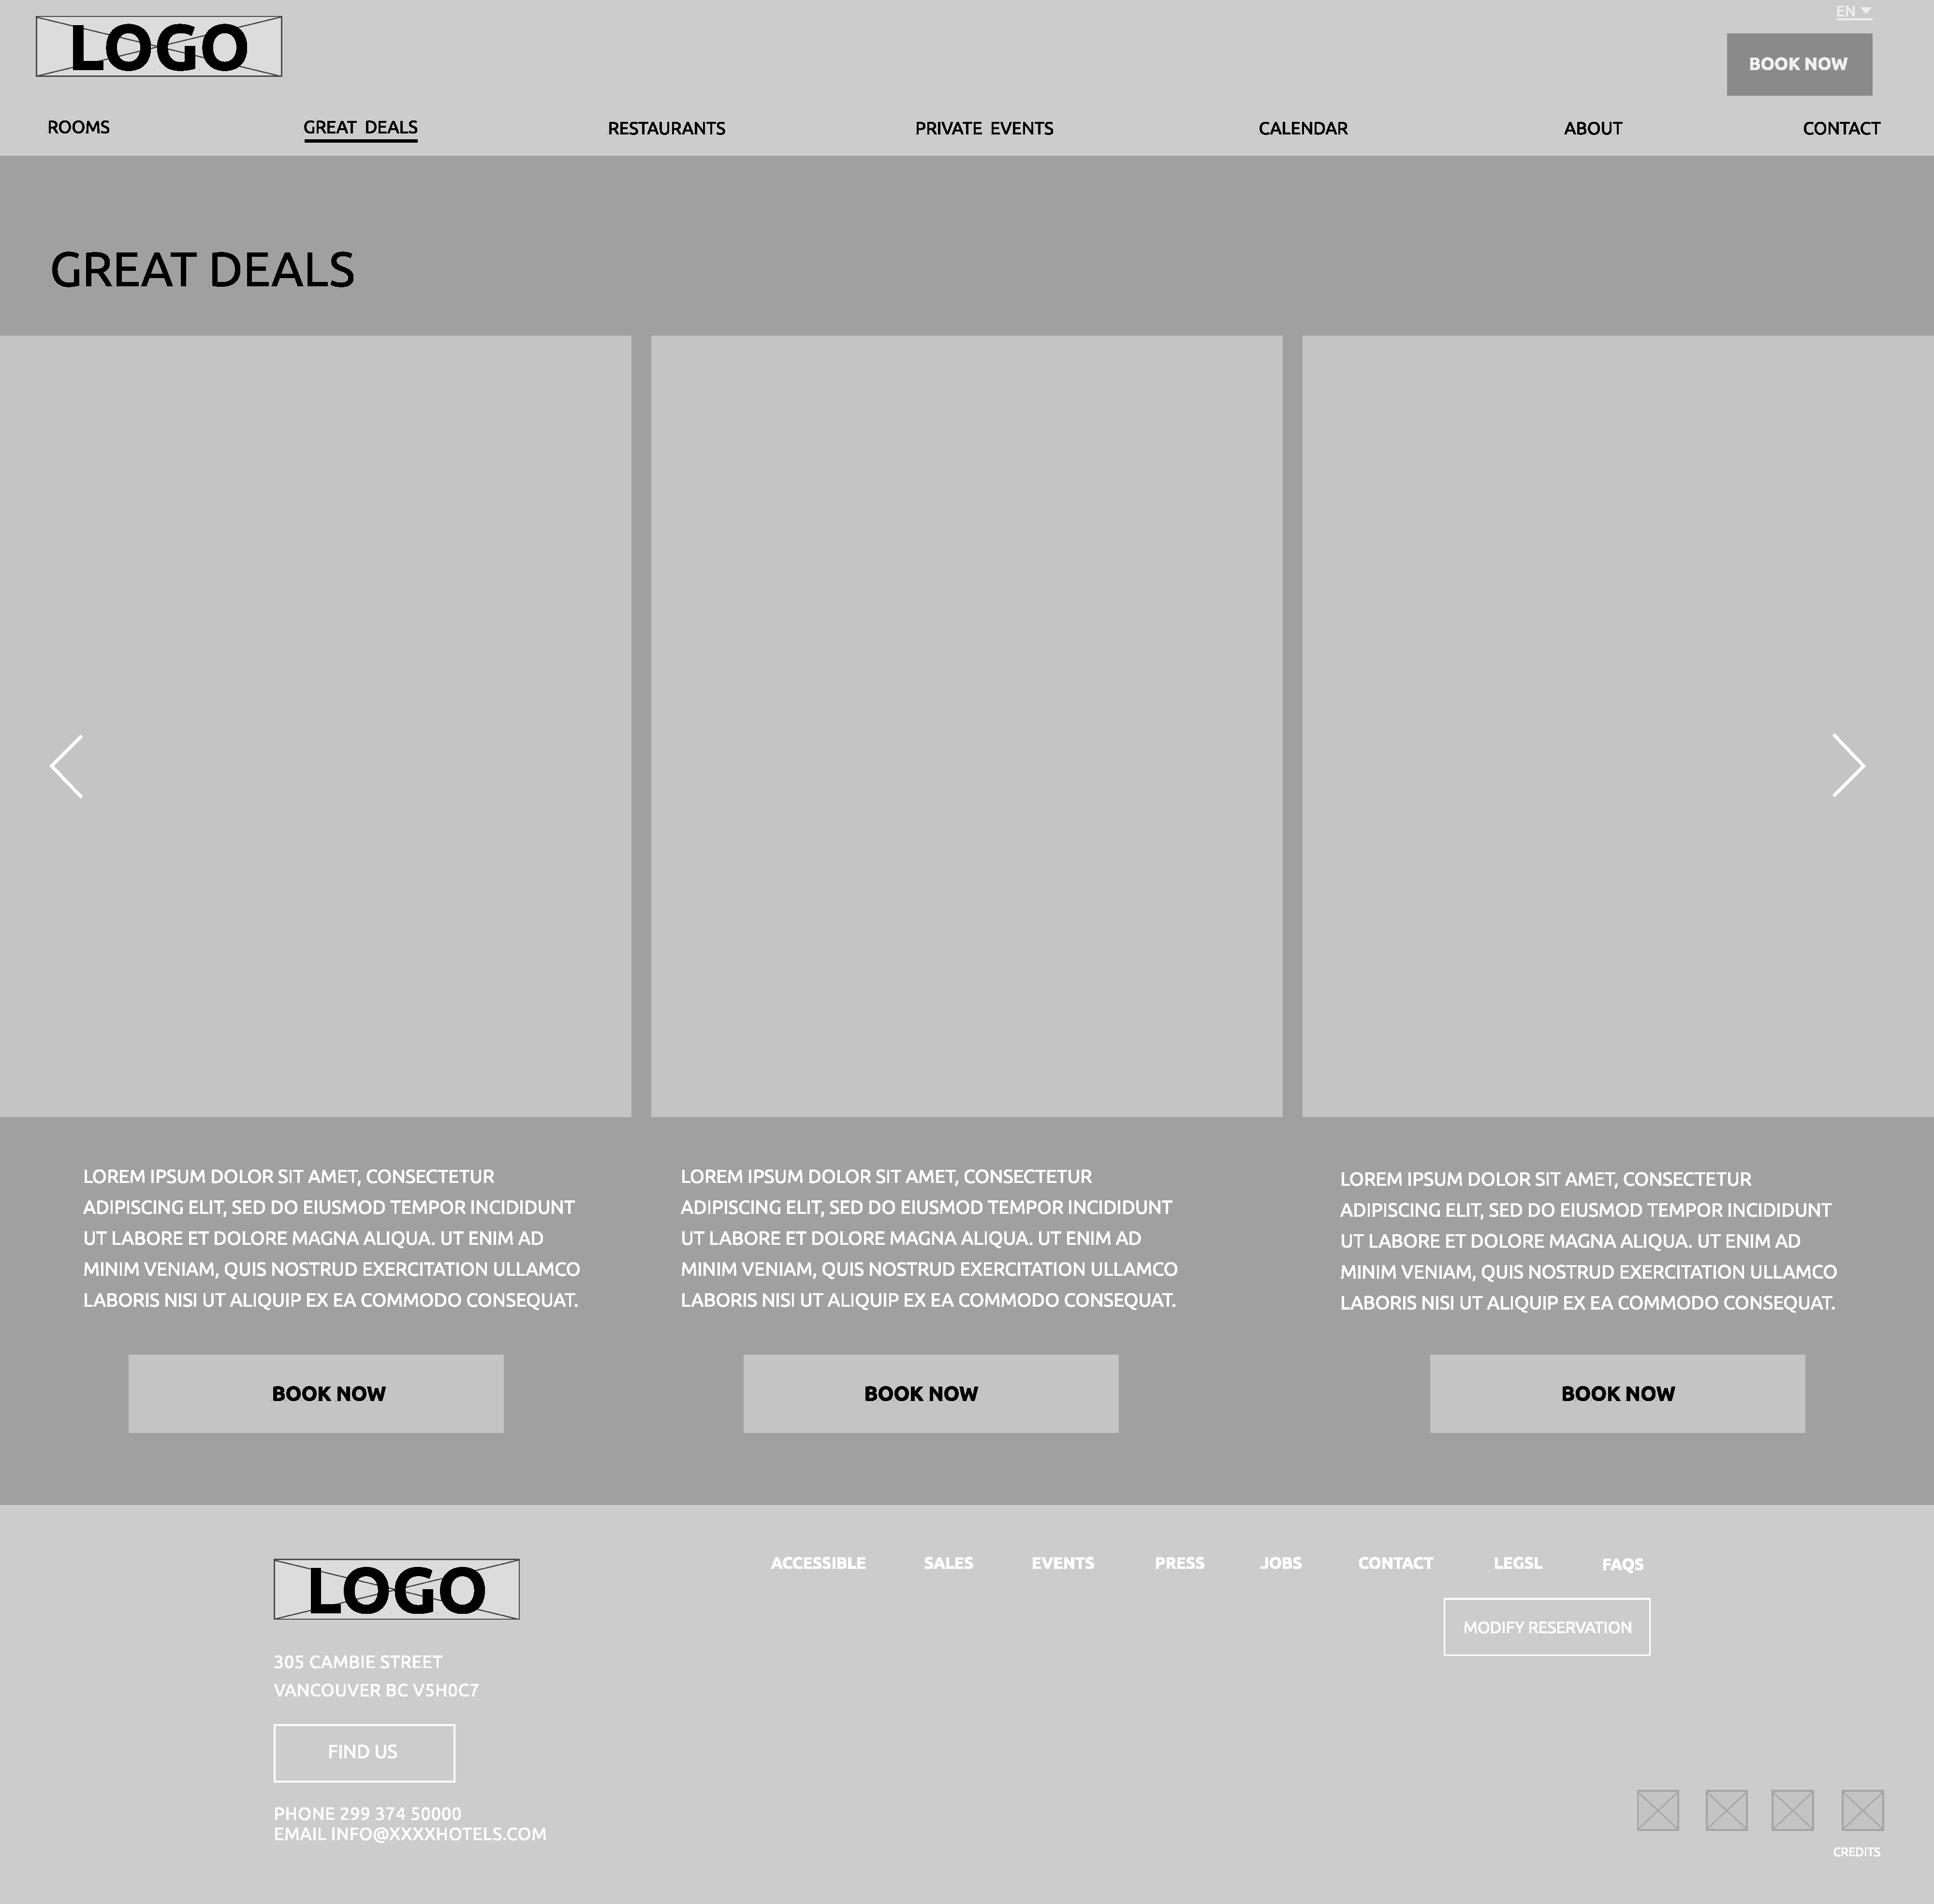 LOGO
EN
BOOK NOW
ROOMS GREAT DEALS RESTAURANTS PRIVATE EVENTS CALENDAR ABOUT CONTACT
GREAT DEALS
LOREM IPSUM DOLOR SIT AMET, CONSECTETUR
ADIPISCING ELIT, SED DO EIUSMOD TEMPOR INCIDIDUNT
UT LABORE ET DOLORE MAGNA ALIQUA. UT ENIM AD
MINIM VENIAM, QUIS NOSTRUD EXERCITATION ULLAMCO
LABORIS NISI UT ALIQUIP EX EA COMMODO CONSEQUAT.
BOOK NOW
LOREM IPSUM DOLOR SIT AMET, CONSECTETUR
ADIPISCING ELIT, SED DO EIUSMOD TEMPOR INCIDIDUNT
UT LABORE ET DOLORE MAGNA ALIQUA. UT ENIM AD
MINIM VENIAM, QUIS NOSTRUD EXERCITATION ULLAMCO
LABORIS NISI UT ALIQUIP EX EA COMMODO CONSEQUAT.
BOOK NOW
LOREM IPSUM DOLOR SIT AMET, CONSECTETUR
ADIPISCING ELIT, SED DO EIUSMOD TEMPOR INCIDIDUNT
UT LABORE ET DOLORE MAGNA ALIQUA. UT ENIM AD
MINIM VENIAM, QUIS NOSTRUD EXERCITATION ULLAMCO
LABORIS NISI UT ALIQUIP EX EA COMMODO CONSEQUAT.
BOOK NOW
LOGO
305 CAMBIE STREET
VANCOUVER BC V5H0C7
FIND US
PHONE 299 374 50000
EMAIL INFO@XXXXHOTELS.COM
ACCESSIBLE SALES EVENTS PRESS JOBS CONTACT LEGSL FAQS
MODIFY RESERVATION
CREDITS